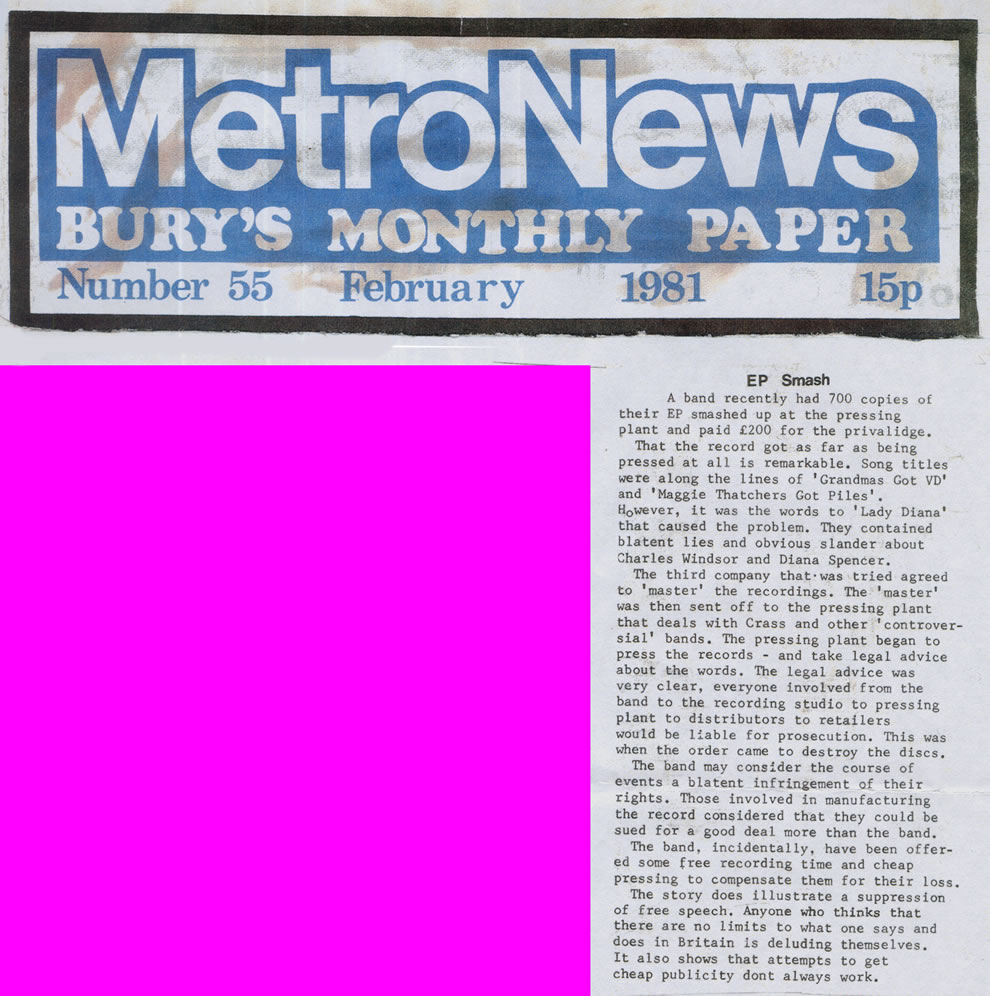 MetroNews
BURY'S MONTHLY PAPER
Number 55 February 1981 15p
EP Smash
A band recently had 700 copies of
their EP smashed up at the pressing
plant and paid £200 for the privalidge.
That the record got as far as being
pressed at all is remarkable. Song titles
were along the lines of 'Grandmas Got VD'
and 'Maggie Thatchers Got Piles'.
However, it was the words to 'Lady Diana'
that caused the problem. They contained
blatent lies and obvious slander about
Charles Windsor and Diana Spencer.
The third company that was tried agreed
to 'master' the recordings. The 'master'
was then sent off to the pressing plant
that deals with Crass and other 'controver-
sial' bands. The pressing plant began to
press the records - and take legal advice
about the words. The legal advice was
very clear, everyone involved from the
band to the recording studio to pressing
plant to distributors to retailers
would be liable for prosecution. This was
when the order came to destroy the discs.
The band may consider the course of
events a blatent infringement of their
rights. Those involved in manufacturing
the record considered that they could be
sued for a good deal more than the band.
The band, incidentally, have been offer-
ed some free recording time and cheap
pressing to compensate them for their loss.
The story does illustrate a suppression
of free speech. Anyone who thinks that
there are no limits to what one says and
does in Britain is deluding themselves.
It also shows that attempts to get
cheap publicity dont always work.